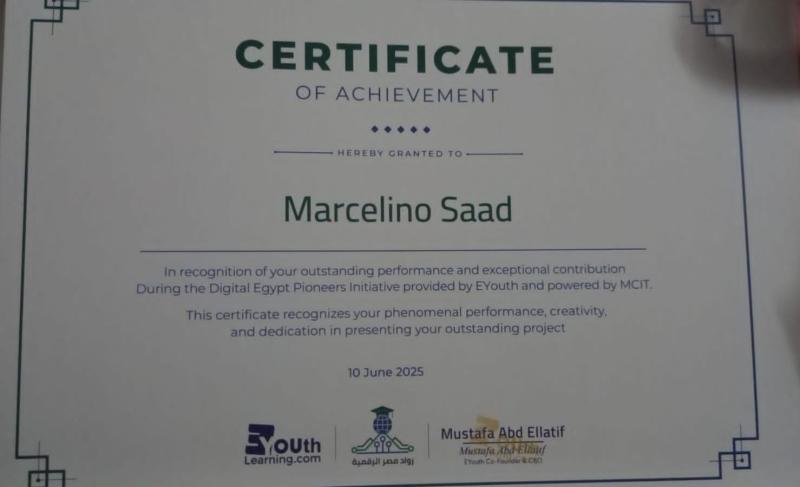 CERTIFICATE
OF ACHIEVEMENT
HEREBY GRANTED TO
Marcelino Saad
In recognition of your outstanding performance and exceptional contribution
During the Digital Egypt Pioneers Initiative provided by EYouth and powered by MCIT.
This certificate recognizes your phenomenal performance, creativity,
and dedication in presenting your outstanding project
10 June 2025
EYOUth
Learning.com
رواد مصر الرقمية
Mustafa Abd Ellatif
Mustafa Abd Ellatif
EYouth Co-Founder & CEO